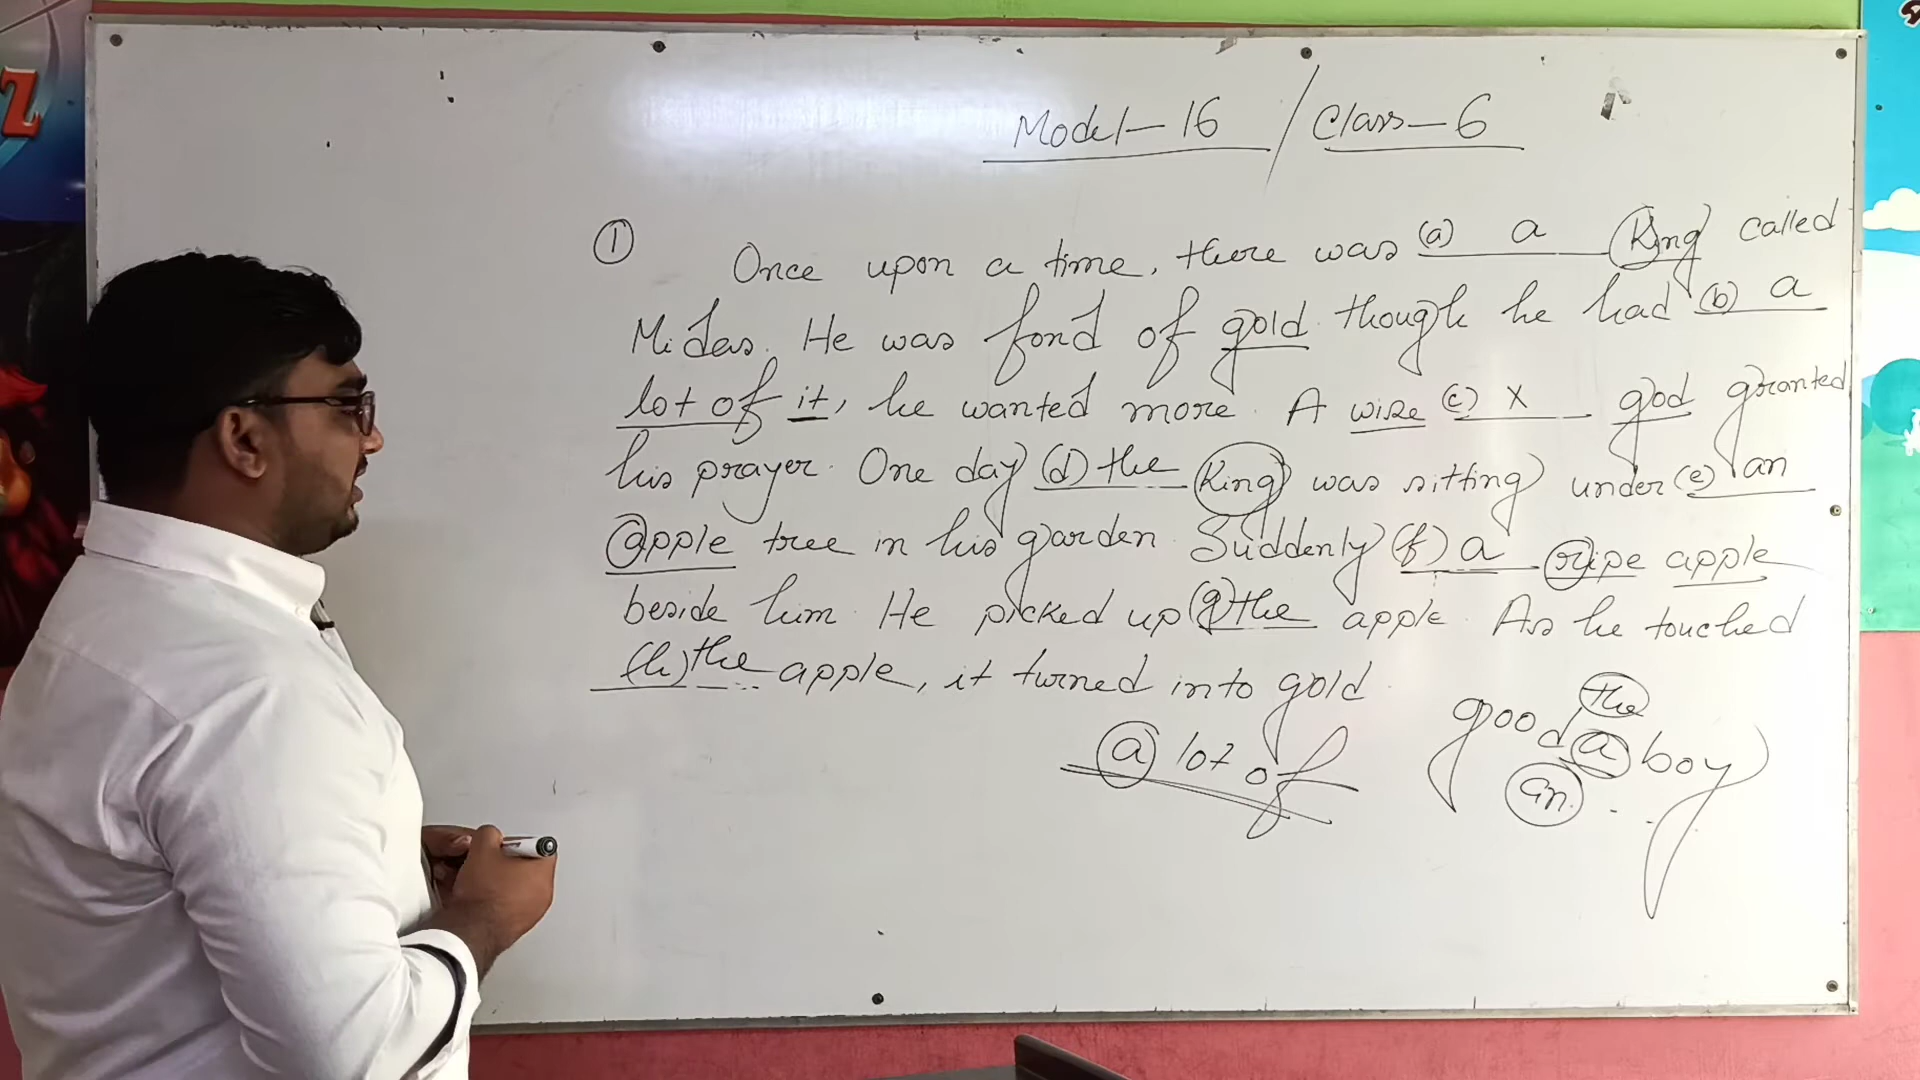 Model-16 / Class-6
① Once upon a time, there was (a) a King called
Midas. He was fond of gold. though he had (b) a
lot of it, he wanted more. A wise (c) x god granted
his prayer. One day (d) the King was sitting under (e) an
apple tree in his garden. Suddenly (f) a ripe apple
beside him. He picked up (g) the apple. As he touched
(h) the apple, it turned into gold.
a lot of
the
good, a boy
an
Z